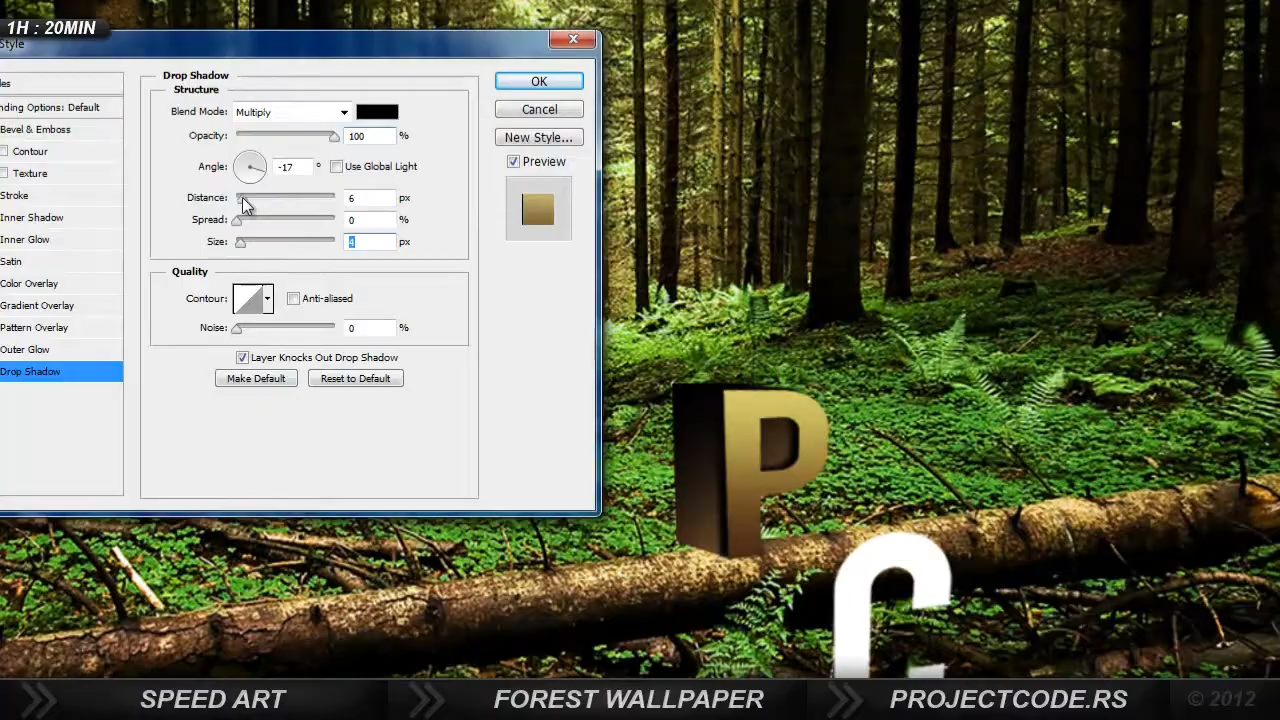 1H : 20MIN
Style
les
nding Options: Default
Bevel & Emboss
Contour
Texture
Stroke
Inner Shadow
Inner Glow
Satin
Color Overlay
Gradient Overlay
Pattern Overlay
Outer Glow
Drop Shadow
Drop Shadow
Structure
Blend Mode: Multiply
Opacity: 100 %
Angle: -17 ° Use Global Light
Distance: 6 px
Spread: 0 %
Size: 4 px
Quality
Contour: Anti-aliased
Noise: 0 %
Layer Knocks Out Drop Shadow
Make Default Reset to Default
OK
Cancel
New Style...
Preview
P
C
SPEED ART FOREST WALLPAPER PROJECTCODE.RS © 2012